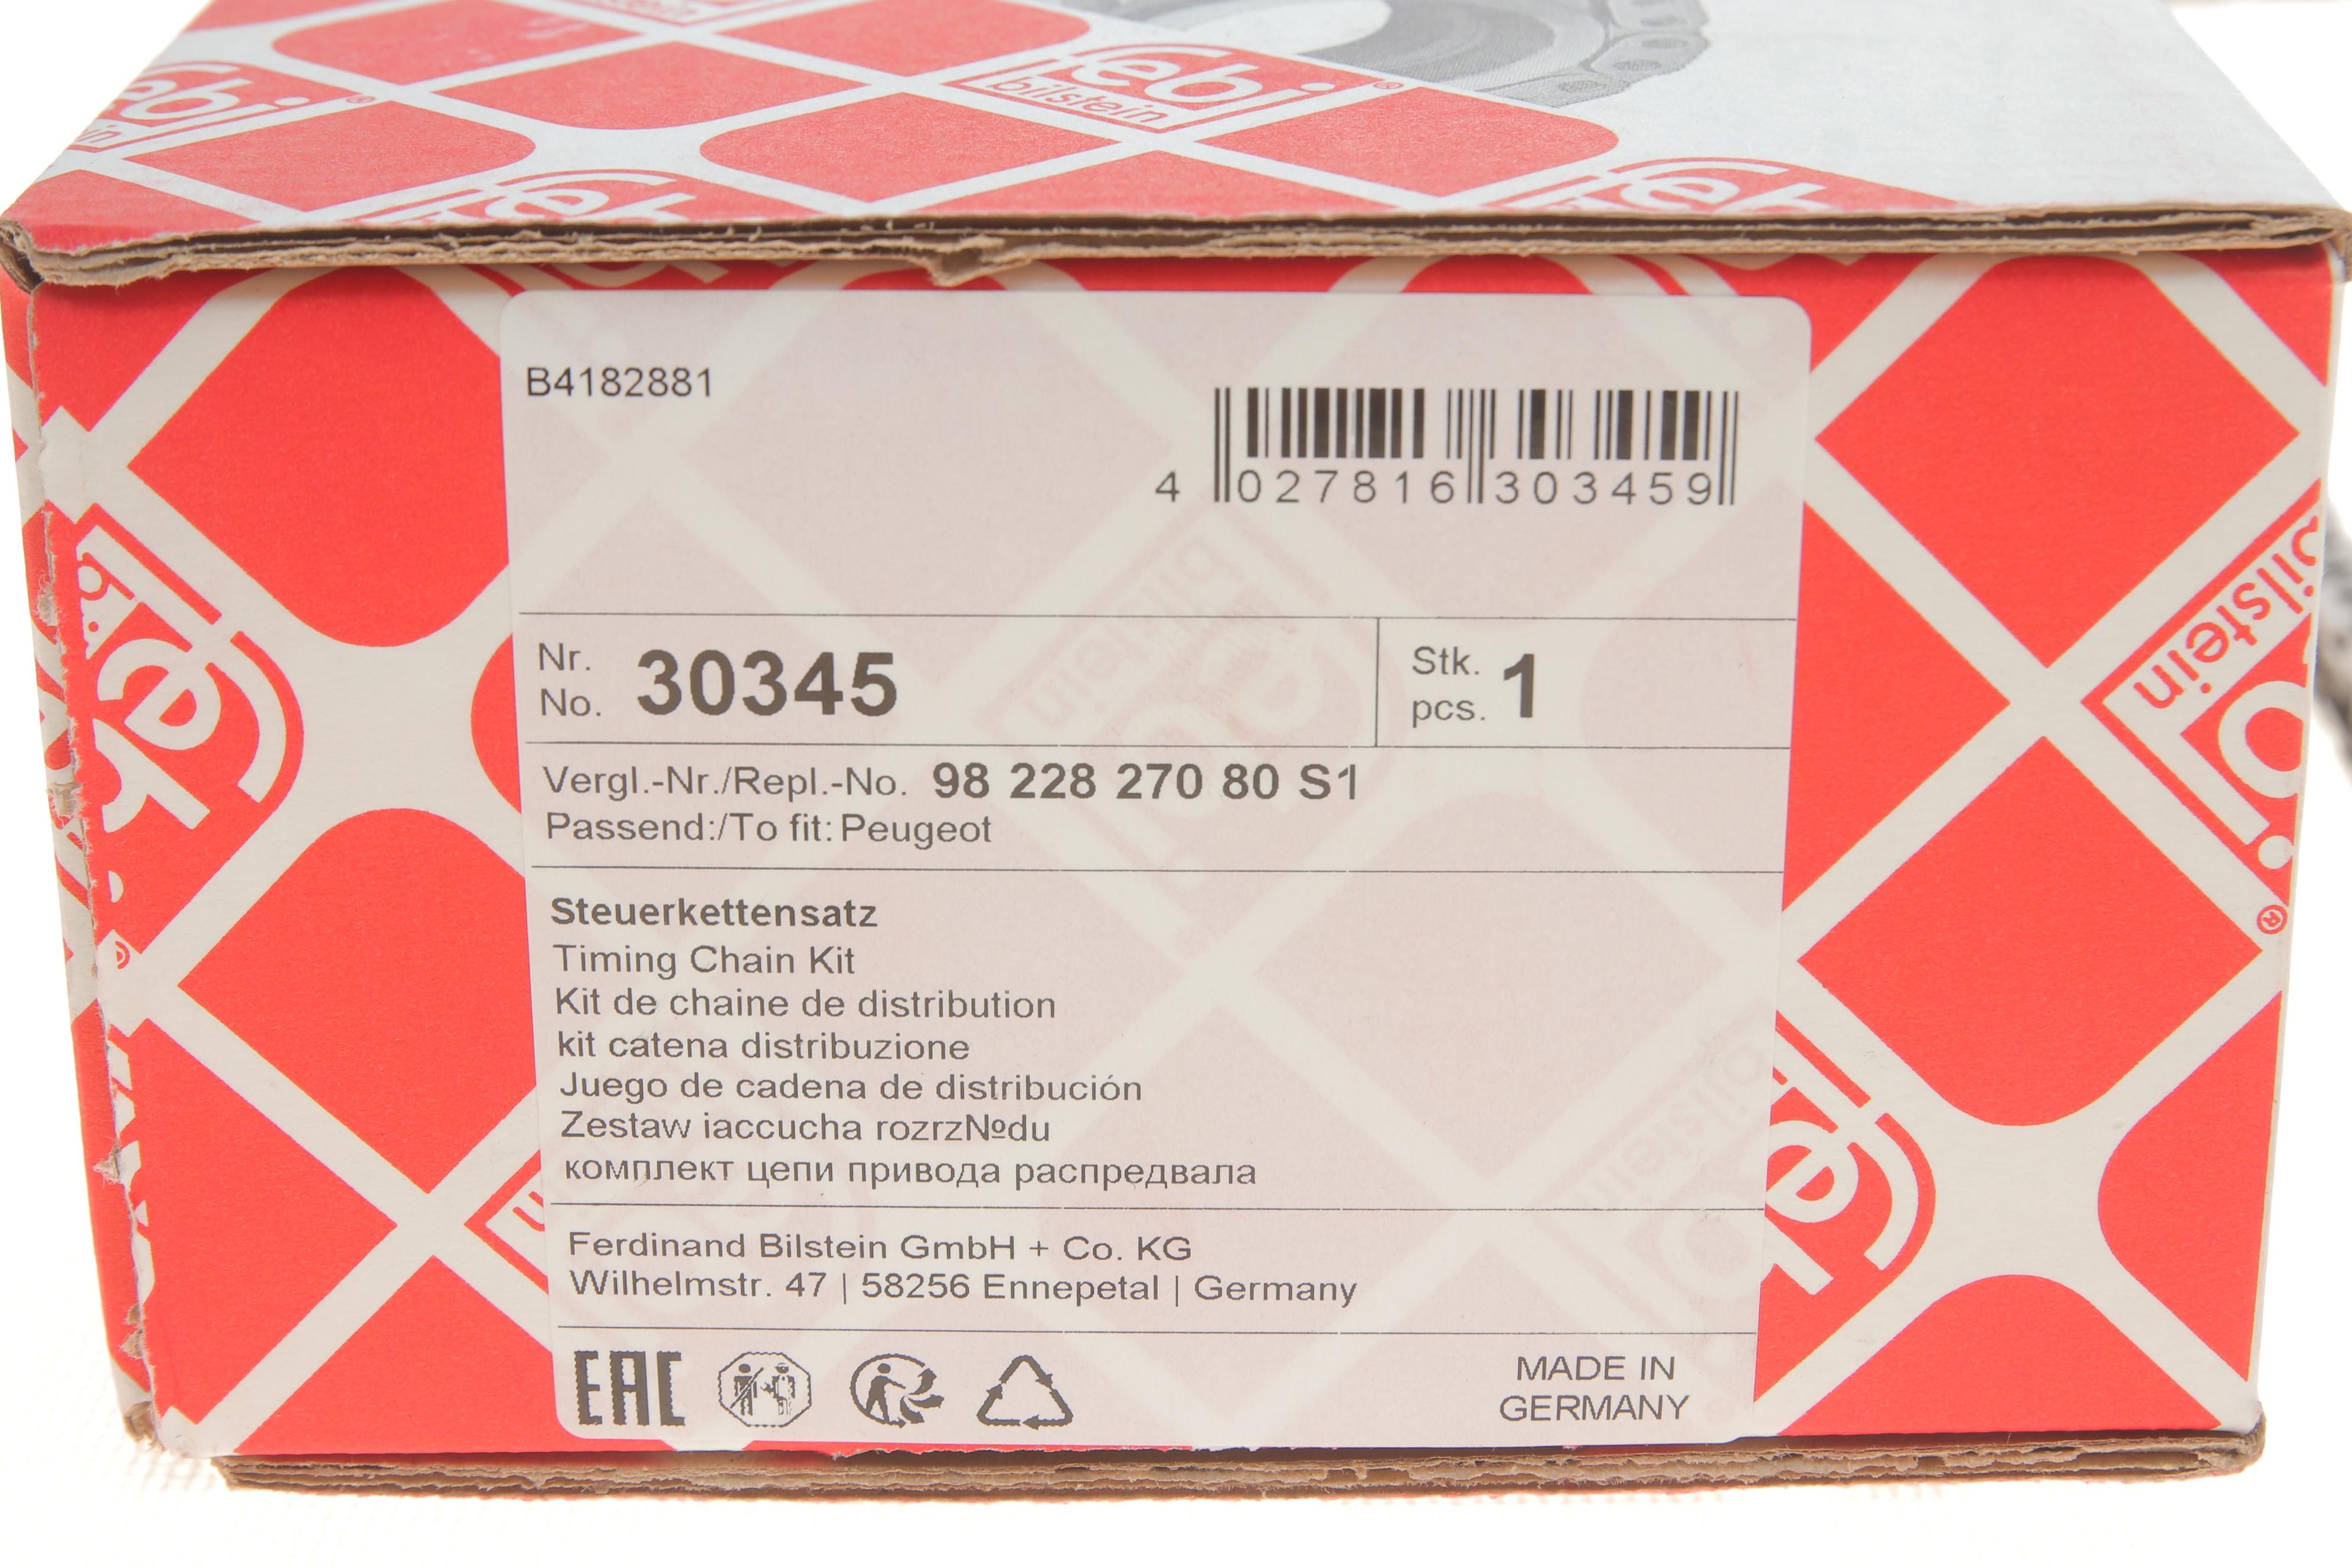 febi
bilstein
B4182881
4 027816 303459
Nr.
No. 30345
Stk.
pcs. 1
Vergl.-Nr./Repl.-No. 98 228 270 80 S1
Passend:/To fit: Peugeot
Steuerkettensatz
Timing Chain Kit
Kit de chaine de distribution
kit catena distribuzione
Juego de cadena de distribución
Zestaw iaccucha rozrz№du
комплект цепи привода распредвала
Ferdinand Bilstein GmbH + Co. KG
Wilhelmstr. 47 | 58256 Ennepetal | Germany
EAC
MADE IN
GERMANY
bilstein